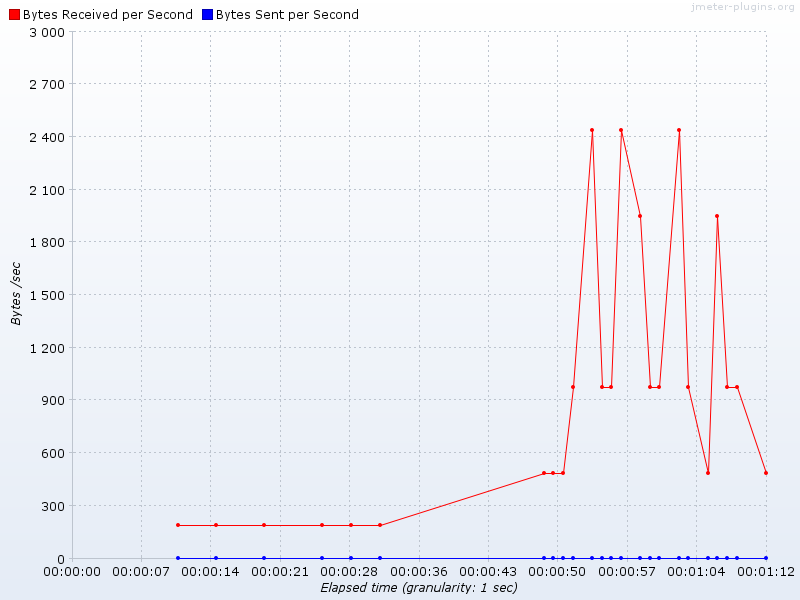 jmeter-plugins.org
Bytes Received per Second Bytes Sent per Second
3 000
2 700
2 400
2 100
1 800
1 500
1 200
900
600
300
0
Bytes /sec
00:00:00 00:00:07 00:00:14 00:00:21 00:00:28 00:00:36 00:00:43 00:00:50 00:00:57 00:01:04 00:01:12
Elapsed time (granularity: 1 sec)